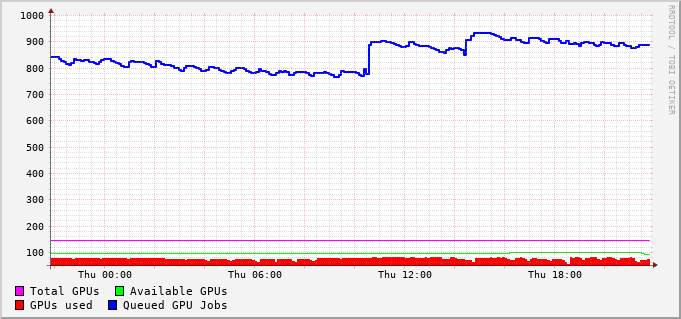 1000
900
800
700
600
500
400
300
200
100
Thu 00:00 Thu 06:00 Thu 12:00 Thu 18:00
Total GPUs Available GPUs
GPUs used Queued GPU Jobs
RRDTOOL / TOBI OETIKER